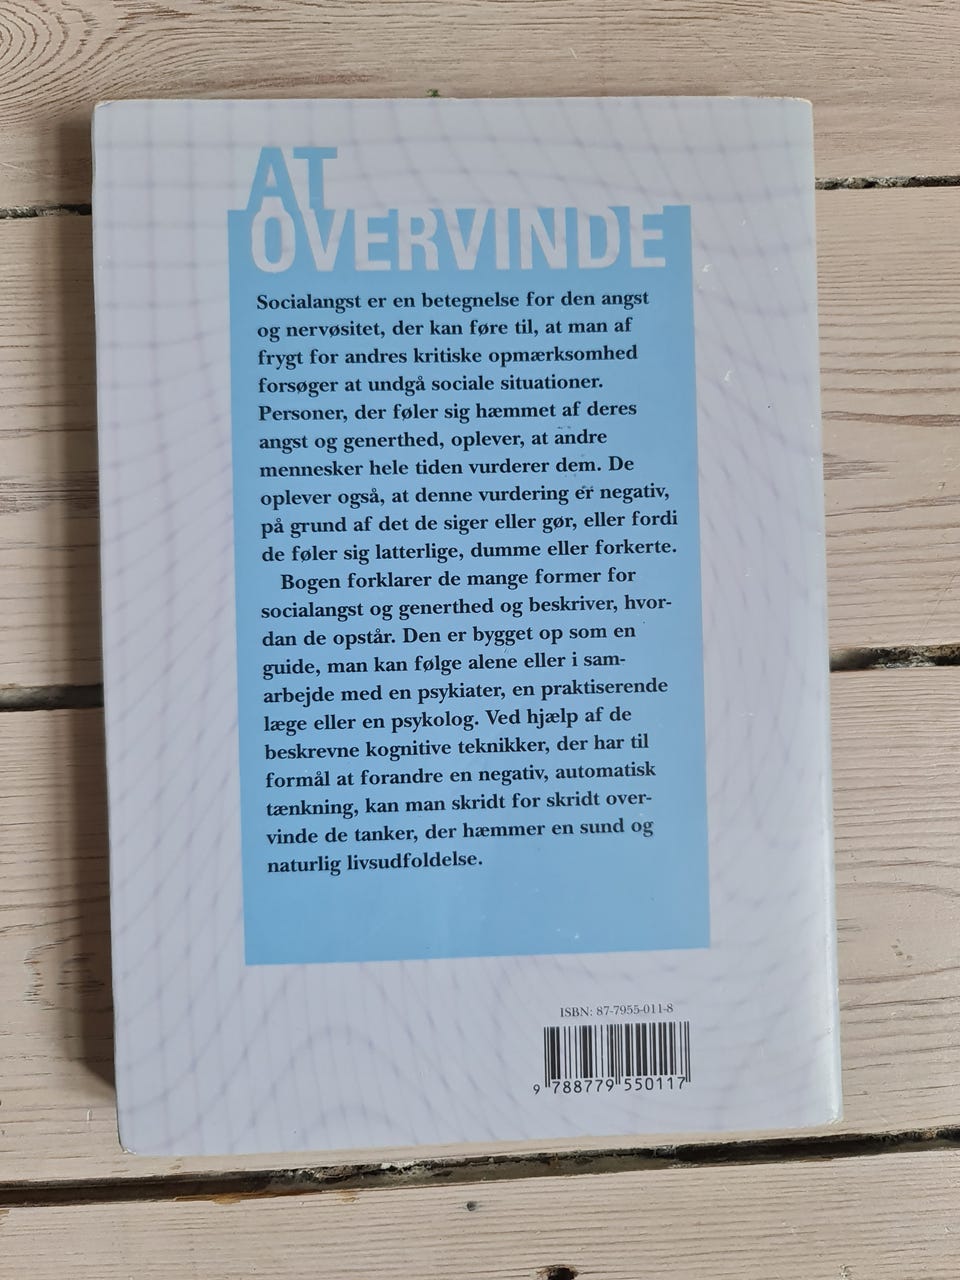 AT
OVERVINDE
Socialangst er en betegnelse for den angst
og nervøsitet, der kan føre til, at man af
frygt for andres kritiske opmærksomhed
forsøger at undgå sociale situationer.
Personer, der føler sig hæmmet af deres
angst og generthed, oplever, at andre
mennesker hele tiden vurderer dem. De
oplever også, at denne vurdering er negativ,
på grund af det de siger eller gør, eller fordi
de føler sig latterlige, dumme eller forkerte.
Bogen forklarer de mange former for
socialangst og generthed og beskriver, hvor-
dan de opstår. Den er bygget op som en
guide, man kan følge alene eller i sam-
arbejde med en psykiater, en praktiserende
læge eller en psykolog. Ved hjælp af de
beskrevne kognitive teknikker, der har til
formål at forandre en negativ, automatisk
tænkning, kan man skridt for skridt over-
vinde de tanker, der hæmmer en sund og
naturlig livsudfoldelse.
ISBN: 87-7955-011-8
9 788779 550117